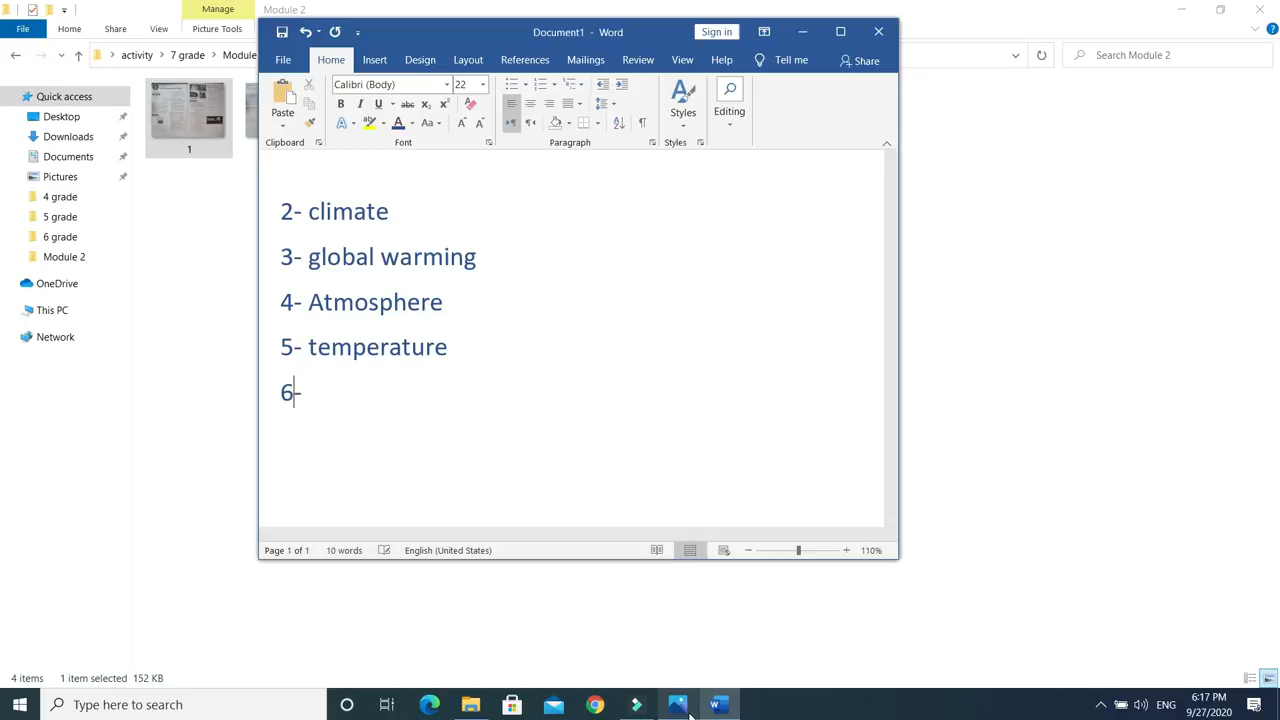 Manage
Module 2
File
Home
Share
View
Picture Tools
activity
7 grade
Module
Search Module 2
Quick access
Desktop
Downloads
Documents
Pictures
4 grade
5 grade
6 grade
Module 2
OneDrive
This PC
Network
1
Document1 - Word
Sign in
File
Home
Insert
Design
Layout
References
Mailings
Review
View
Help
Tell me
Share
Paste
Calibri (Body)
22
Styles
Editing
Clipboard
Font
Paragraph
Styles
2- climate
3- global warming
4- Atmosphere
5- temperature
6-
Page 1 of 1
10 words
English (United States)
110%
4 items
1 item selected
152 KB
Type here to search
ENG
6:17 PM
9/27/2020